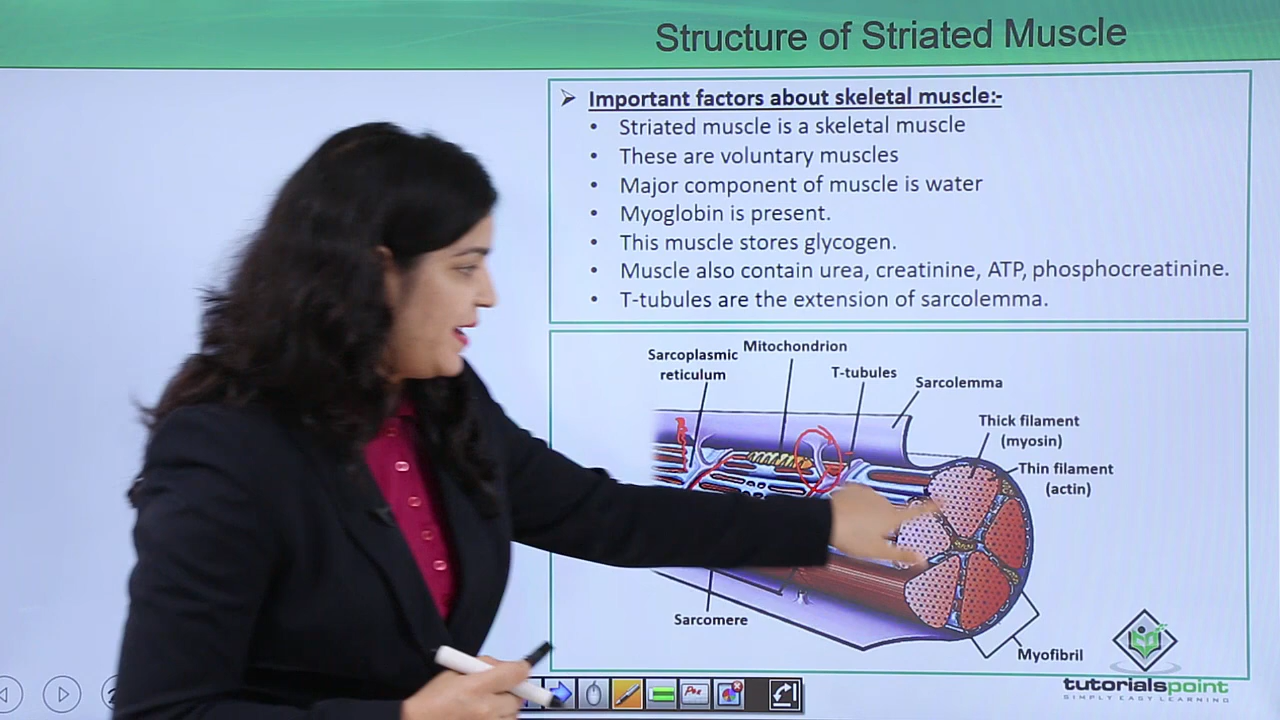 Structure of Striated Muscle
➢ Important factors about skeletal muscle:-
• Striated muscle is a skeletal muscle
• These are voluntary muscles
• Major component of muscle is water
• Myoglobin is present.
• This muscle stores glycogen.
• Muscle also contain urea, creatinine, ATP, phosphocreatinine.
• T-tubules are the extension of sarcolemma.
Sarcoplasmic
reticulum
Mitochondrion
T-tubules
Sarcolemma
Thick filament
(myosin)
Thin filament
(actin)
Sarcomere
Myofibril
tutorialspoint
SIMPLY EASY LEARNING